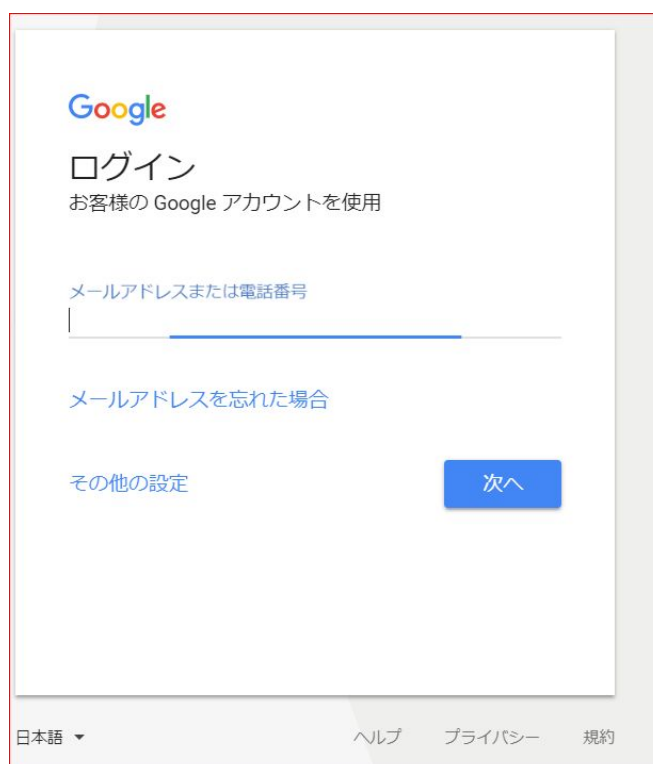 Google
ログイン
お客様の Google アカウントを使用
メールアドレスまたは電話番号
メールアドレスを忘れた場合
その他の設定 次へ
日本語 ヘルプ プライバシー 規約